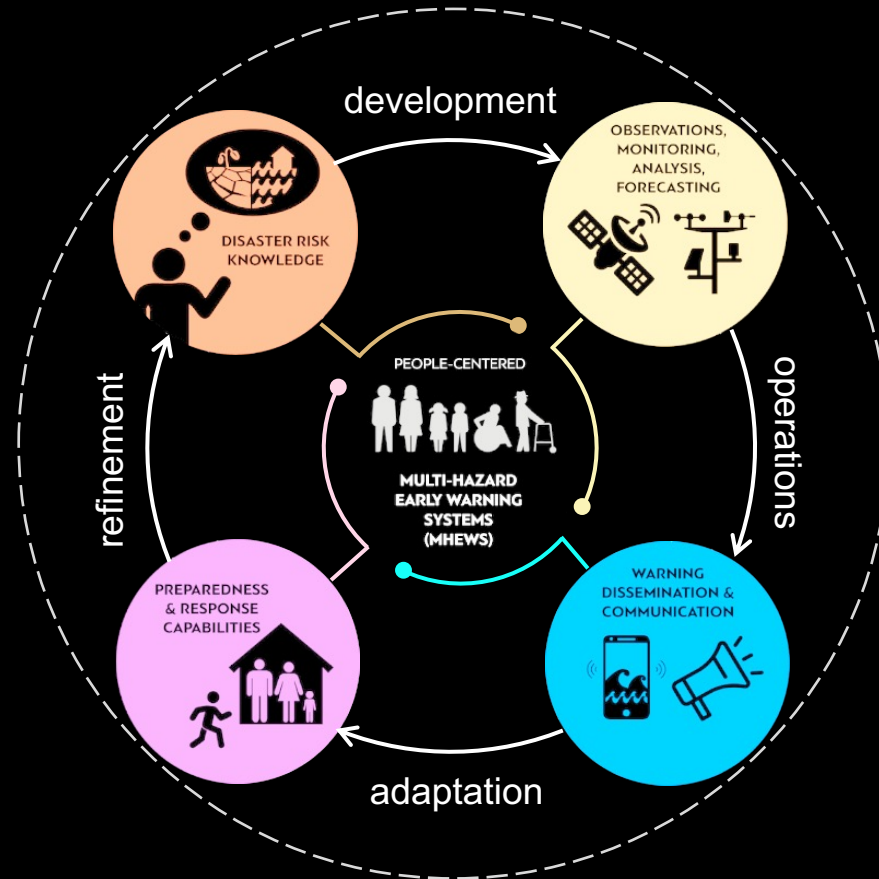 development
DISASTER RISK
KNOWLEDGE
OBSERVATIONS,
MONITORING,
ANALYSIS,
FORECASTING
operations
PEOPLE-CENTERED
MULTI-HAZARD
EARLY WARNING
SYSTEMS
(MHEWS)
refinement
WARNING
DISSEMINATION &
COMMUNICATION
PREPAREDNESS
& RESPONSE
CAPABILITIES
adaptation